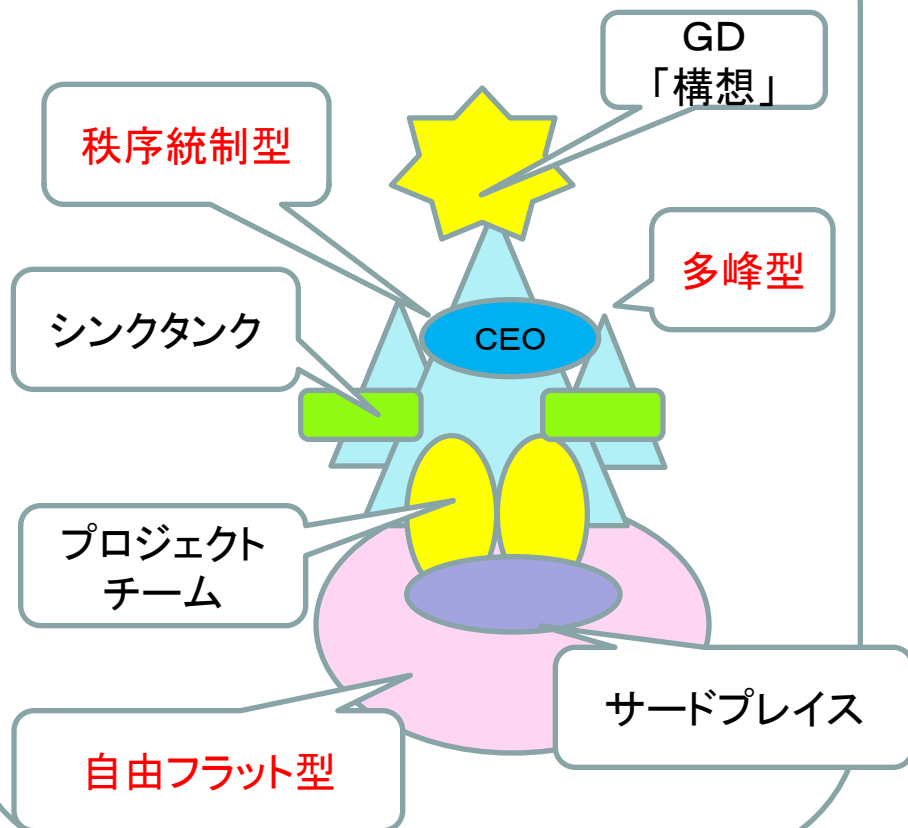 GD
「構想」
秩序統制型
多峰型
シンクタンク
CEO
プロジェクト
チーム
サードプレイス
自由フラット型